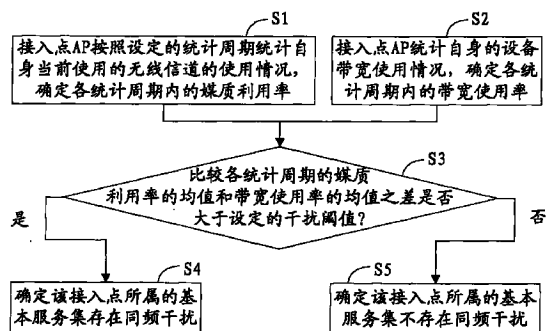 S1
接入点AP按照设定的统计周期统计自
身当前使用的无线信道的使用情况，
确定各统计周期内的媒质利用率
S2
接入点AP统计自身的设备
带宽使用情况，确定各统
计周期内的带宽使用率
S3
比较各统计周期的媒质
利用率的均值和带宽使用率的均值之差是否
大于设定的干扰阈值？
是
否
S4
确定该接入点所属的基
本服务集存在同频干扰
S5
确定该接入点所属的基本
服务集不存在同频干扰